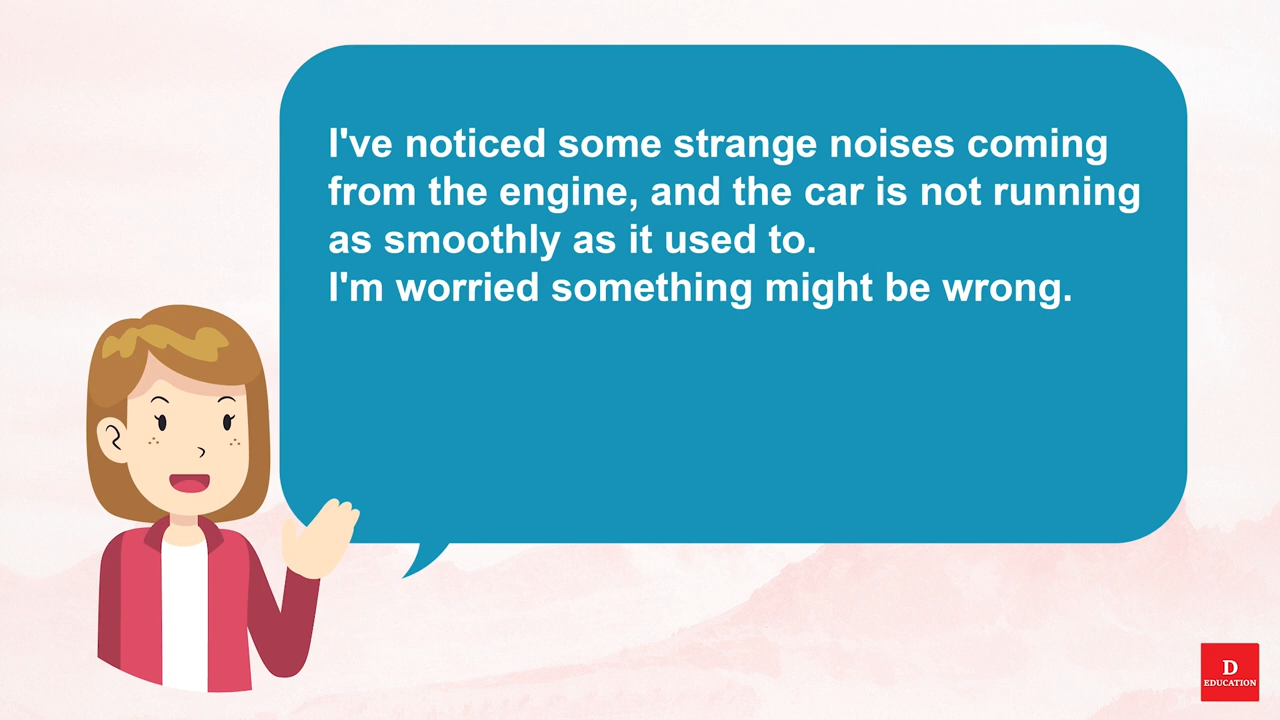 I've noticed some strange noises coming
from the engine, and the car is not running
as smoothly as it used to.
I'm worried something might be wrong.
D
EDUCATION